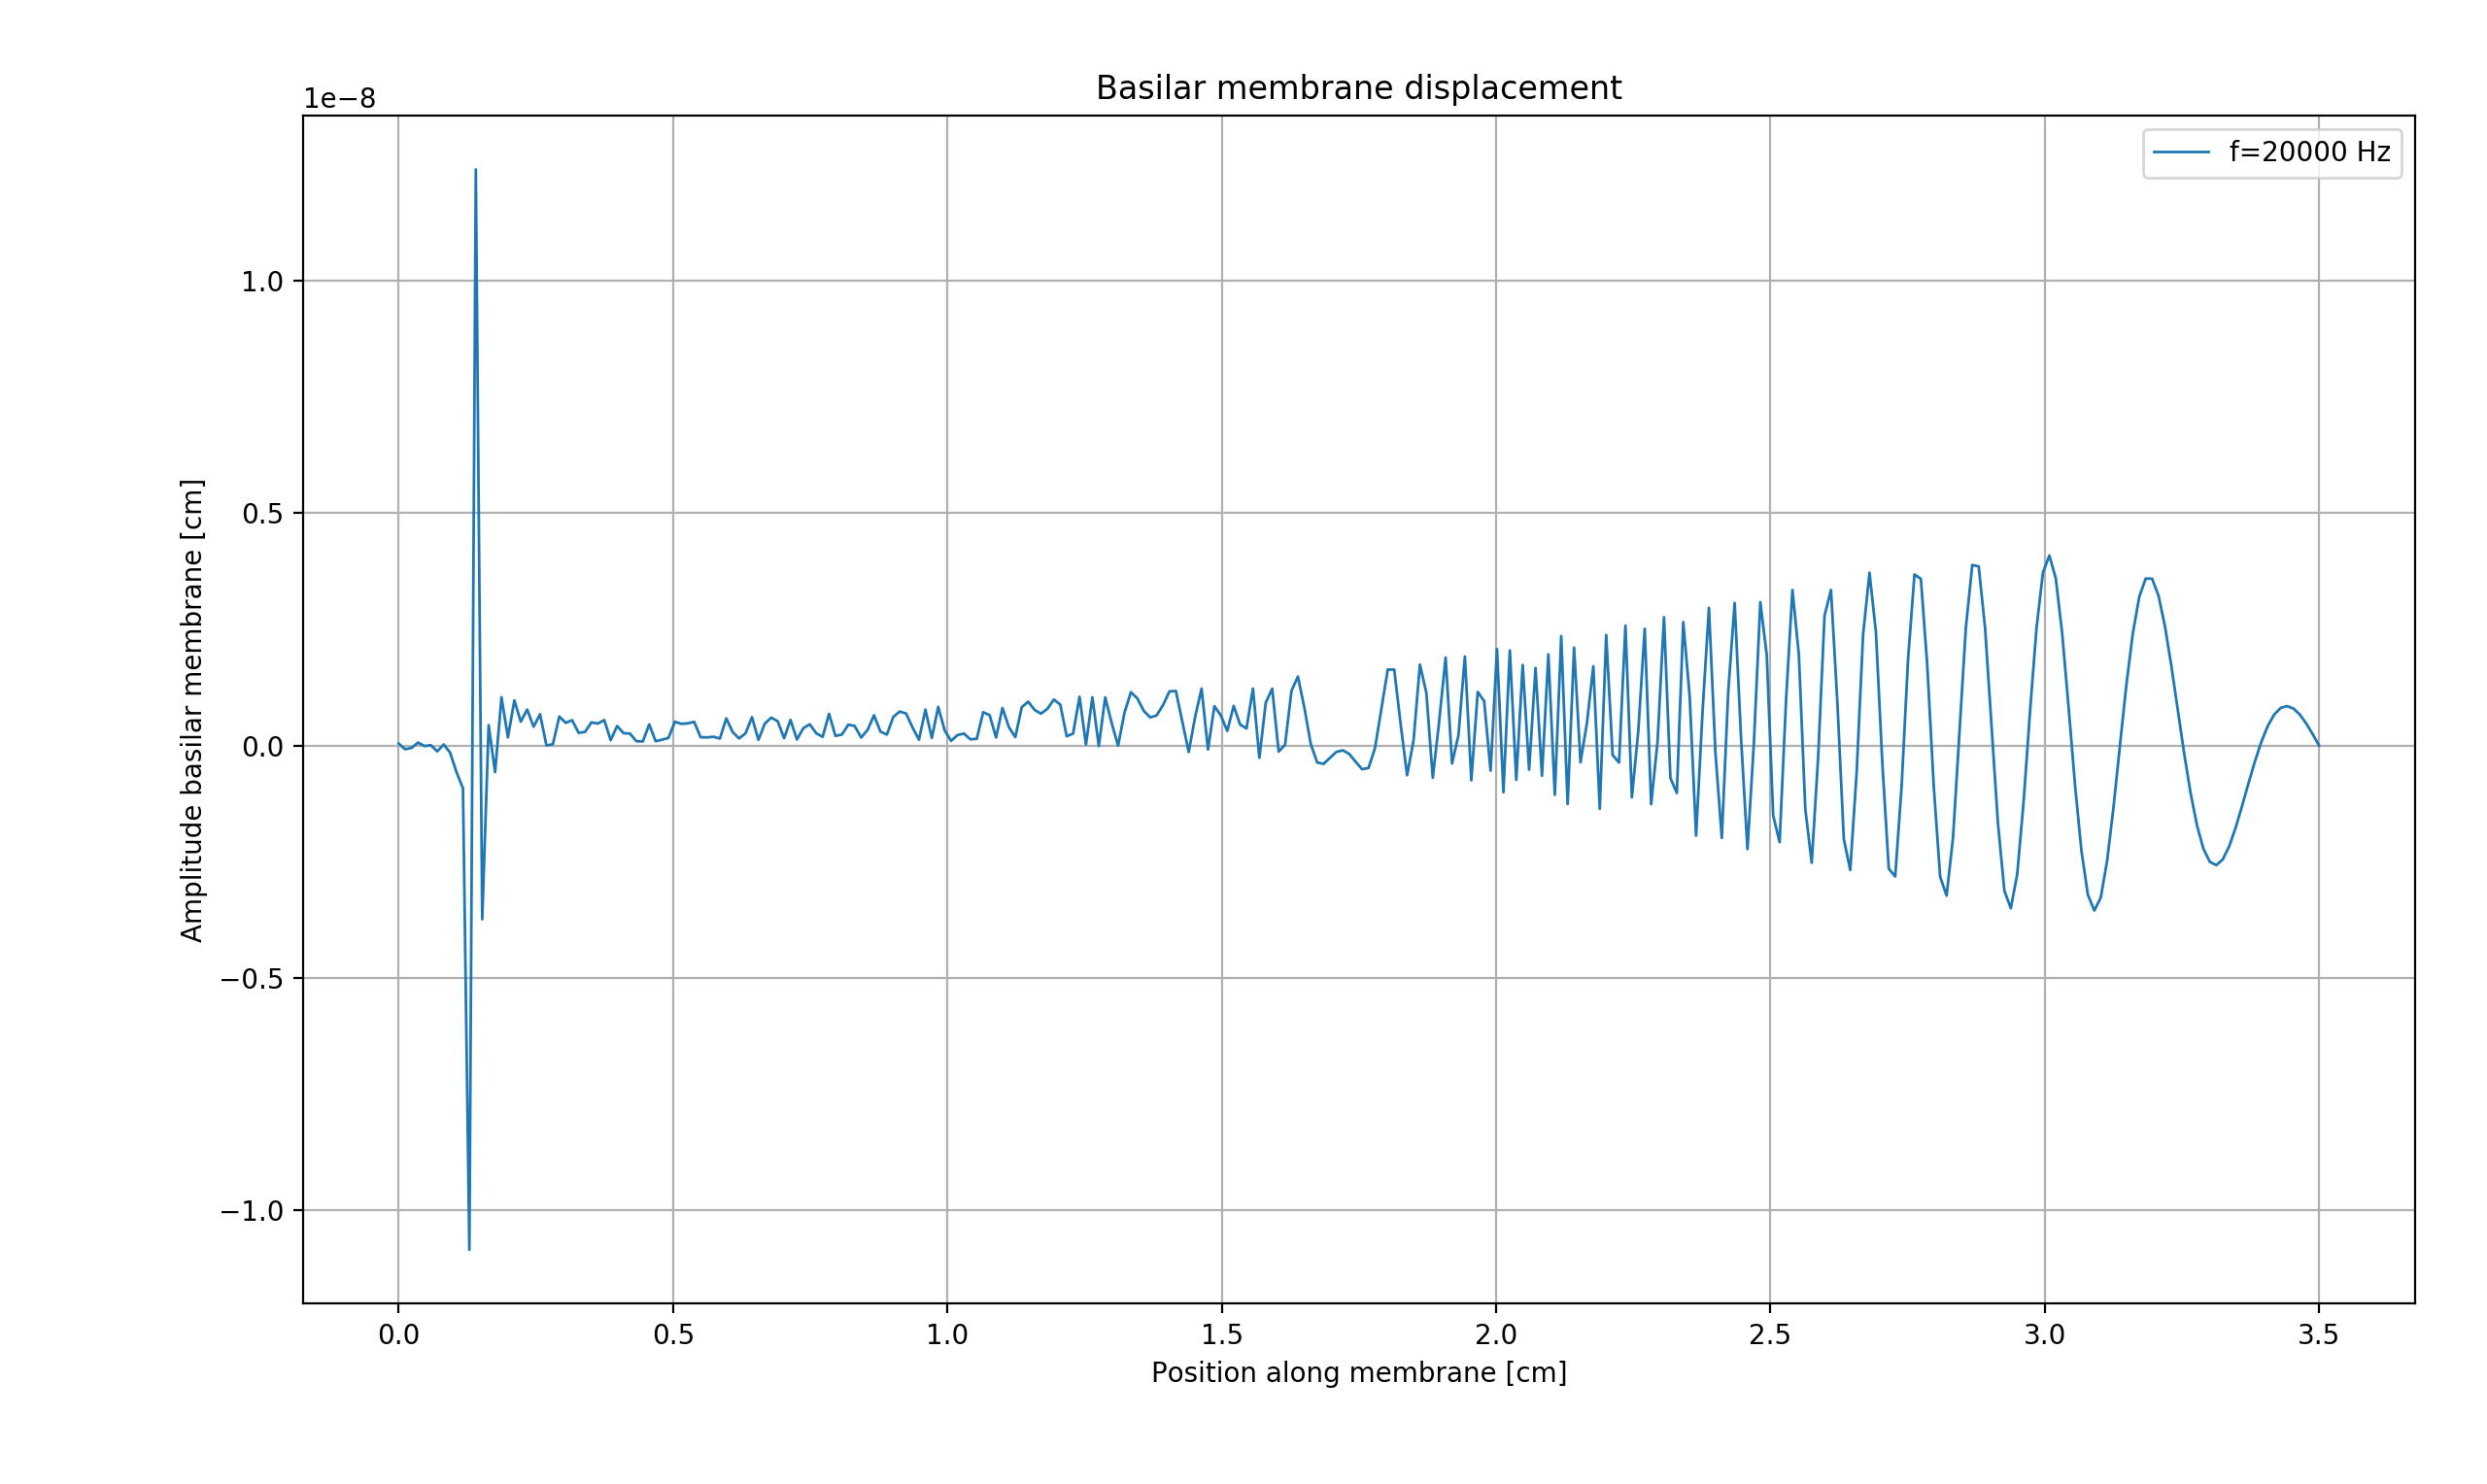 Basilar membrane displacement
1e−8
f=20000 Hz
1.0
0.5
0.0
−0.5
−1.0
Amplitude basilar membrane [cm]
0.0 0.5 1.0 1.5 2.0 2.5 3.0 3.5
Position along membrane [cm]